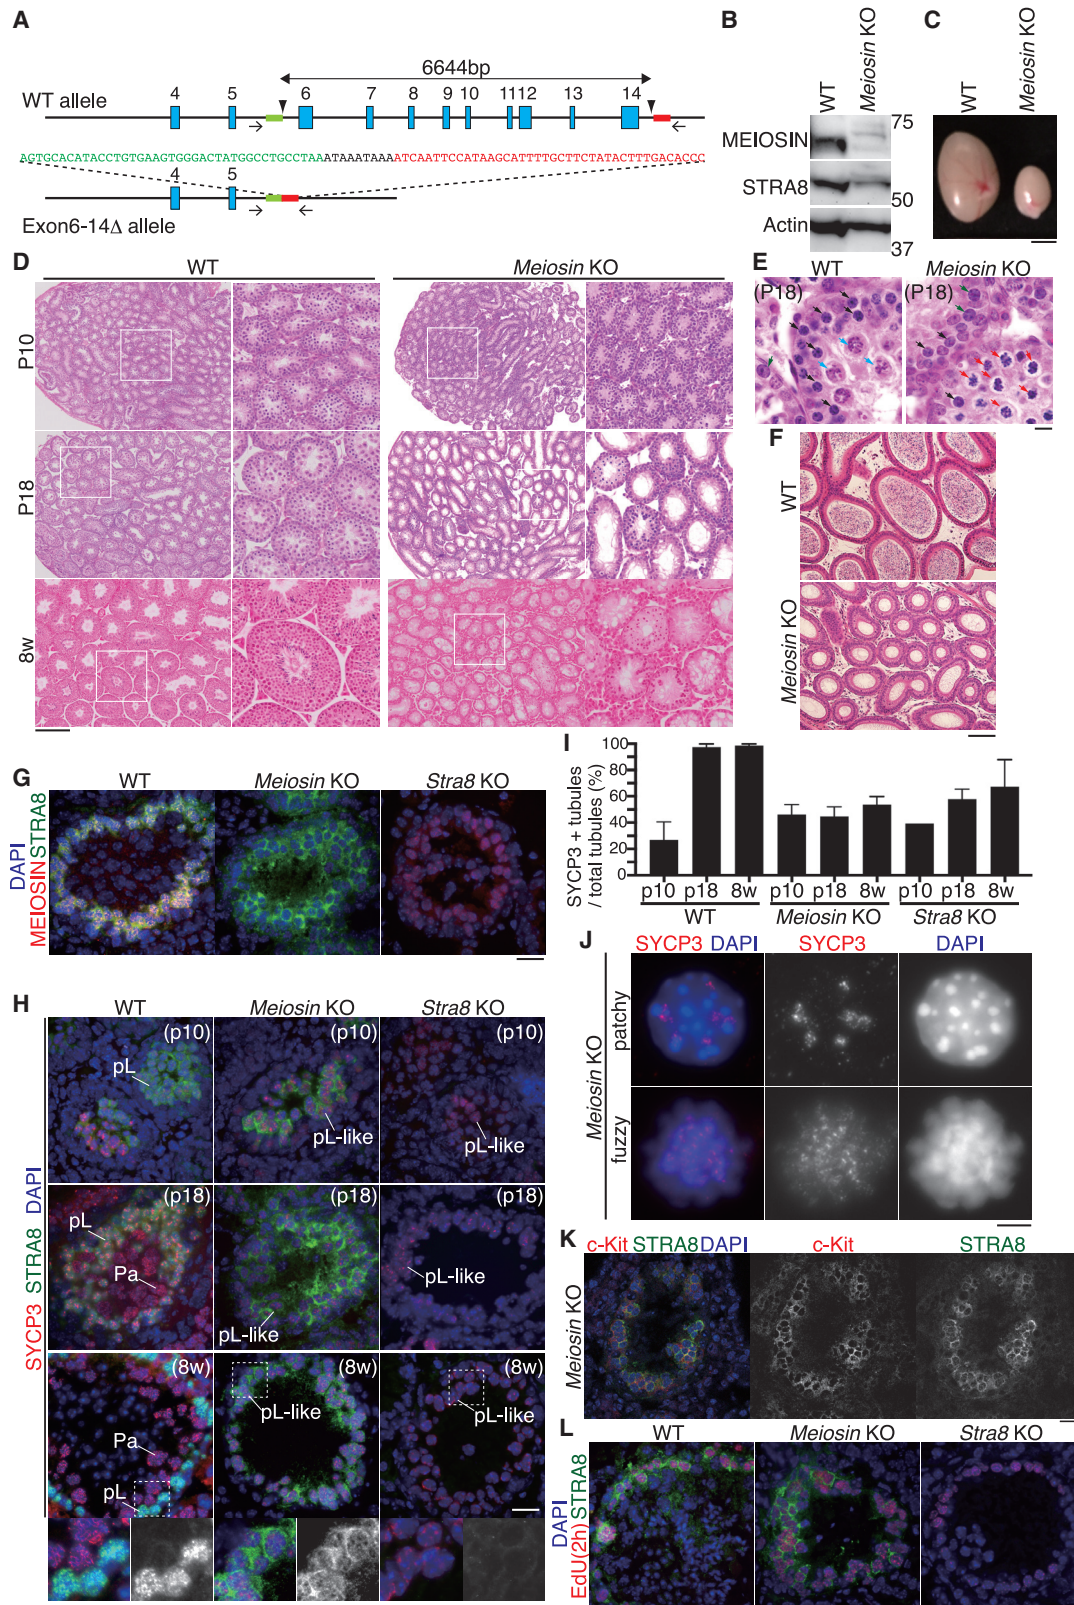 A
6644bp
WT allele
4 5 6 7 8 9 10 11 12 13 14
AGTGCACATACCTGTGAAGTGGGACTATGGCCTGCCTAAATAAATAAAATCAATTCCATAAGCATTTTGCTTCTATACTTTGACACCC
4 5
Exon6-14Δ allele
B
WT
Meiosin KO
MEIOSIN
STRA8
Actin
75
50
37
C
WT
Meiosin KO
D
WT
Meiosin KO
P10
P18
8w
E
WT
Meiosin KO
(P18)
(P18)
F
WT
Meiosin KO
G
WT
Meiosin KO
Stra8 KO
DAPI
MEIOSIN STRA8
H
WT
Meiosin KO
Stra8 KO
SYCP3 STRA8 DAPI
(p10)
pL
(p10)
pL-like
(p10)
pL-like
(p18)
pL
Pa
(p18)
pL-like
(p18)
pL-like
(8w)
Pa
pL
(8w)
pL-like
(8w)
pL-like
I
SYCP3 + tubules
/ total tubules (%)
100
80
60
40
20
0
p10 p18 8w p10 p18 8w p10 p18 8w
WT
Meiosin KO
Stra8 KO
J
SYCP3 DAPI
SYCP3
DAPI
Meiosin KO
patchy
fuzzy
K
c-Kit STRA8 DAPI
c-Kit
STRA8
Meiosin KO
L
WT
Meiosin KO
Stra8 KO
DAPI
EdU(2h) STRA8